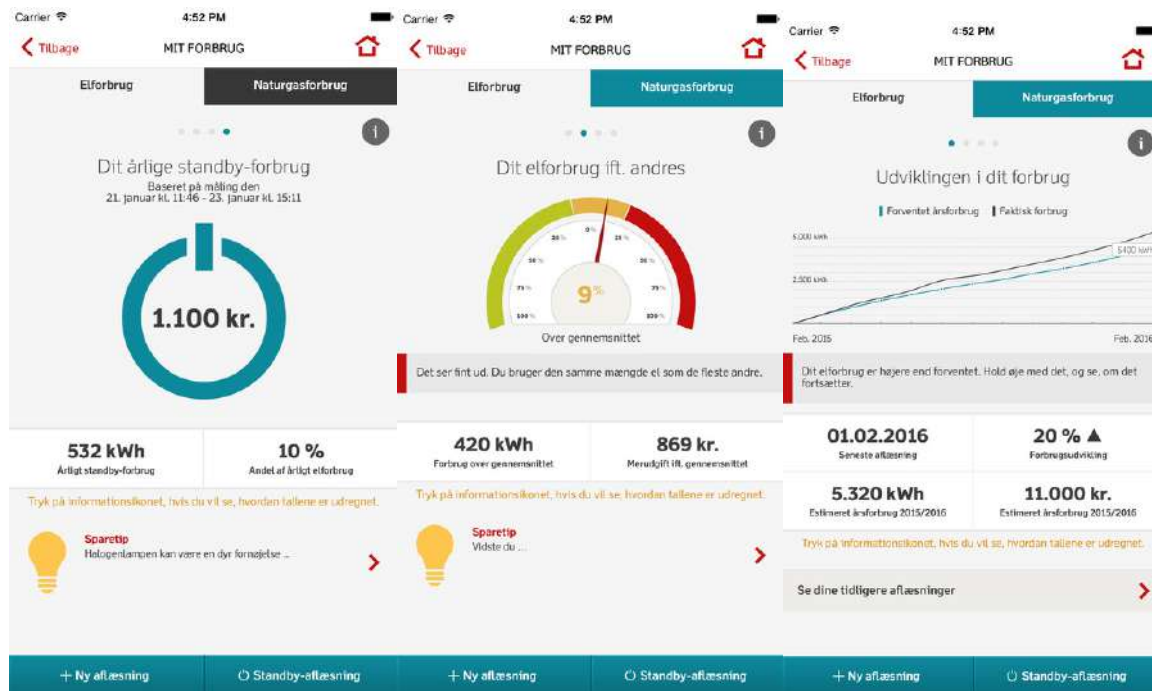 Carrier 4:52 PM
Tilbage MIT FORBRUG
Elforbrug Naturgasforbrug
i
Dit årlige standby-forbrug
Baseret på måling den
21. januar kl. 11:46 - 23. januar kl. 15:11
1.100 kr.
532 kWh 10 %
Årligt standby-forbrug Andel af årligt elforbrug
Tryk på informationsikonet, hvis du vil se, hvordan tallene er udregnet.
Sparetip
Halogenlampen kan være en dyr fornøjelse ...
+ Ny aflæsning Standby-aflæsning
Carrier 4:52 PM
Tilbage MIT FORBRUG
Elforbrug Naturgasforbrug
i
Dit elforbrug ift. andres
0%
25% 25%
50%
75% 75%
100% 100%
9%
Over gennemsnittet
Det ser fint ud. Du bruger den samme mængde el som de fleste andre.
420 kWh 869 kr.
Forbrug over gennemsnittet Merudgift ift. gennemsnittet
Tryk på informationsikonet, hvis du vil se, hvordan tallene er udregnet.
Sparetip
Vidste du ...
+ Ny aflæsning Standby-aflæsning
Carrier 4:52 PM
Tilbage MIT FORBRUG
Elforbrug Naturgasforbrug
i
Udviklingen i dit forbrug
Forventet årsforbrug Faktisk forbrug
5.000 kWh
5400 kWh
2.500 kWh
Feb. 2015 Feb. 2016
Dit elforbrug er højere end forventet. Hold øje med det, og se, om det
fortsætter.
01.02.2016 20 % ▲
Seneste aflæsning Forbrugsudvikling
5.320 kWh 11.000 kr.
Estimeret årsforbrug 2015/2016 Estimeret årsforbrug 2015/2016
Tryk på informationsikonet, hvis du vil se, hvordan tallene er udregnet.
Se dine tidligere aflæsninger
+ Ny aflæsning Standby-aflæsning